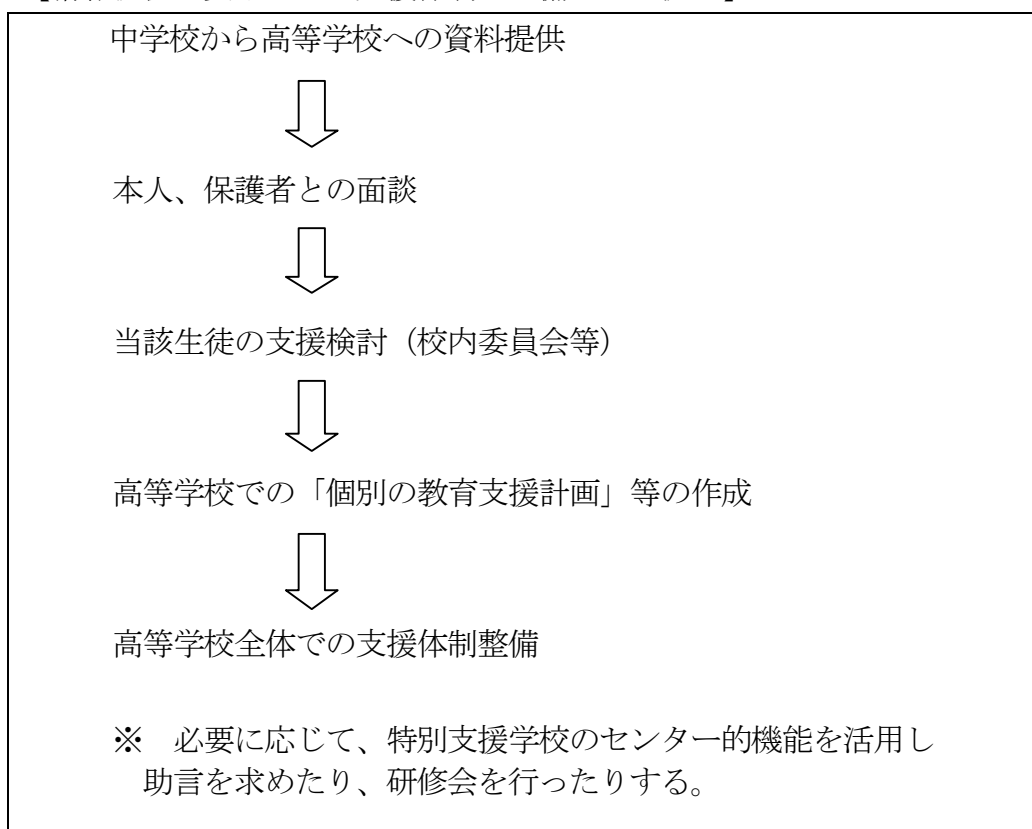 中学校から高等学校への資料提供
本人、保護者との面談
当該生徒の支援検討（校内委員会等）
高等学校での「個別の教育支援計画」等の作成
高等学校全体での支援体制整備
※　必要に応じて、特別支援学校のセンター的機能を活用し
助言を求めたり、研修会を行ったりする。